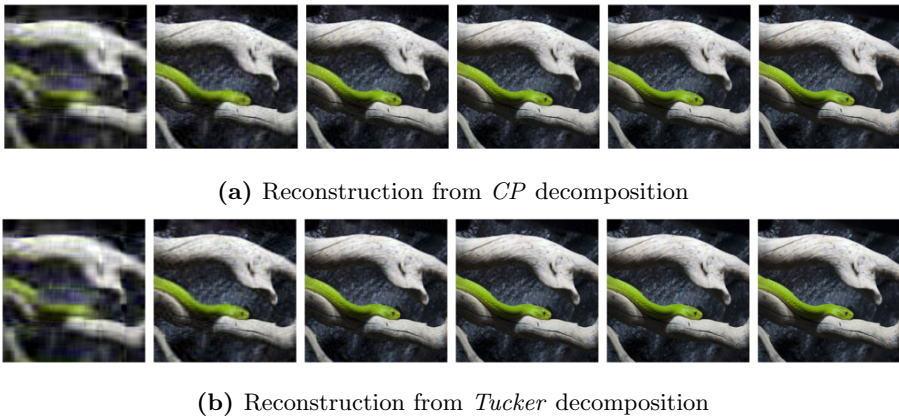 (a) Reconstruction from CP decomposition
(b) Reconstruction from Tucker decomposition